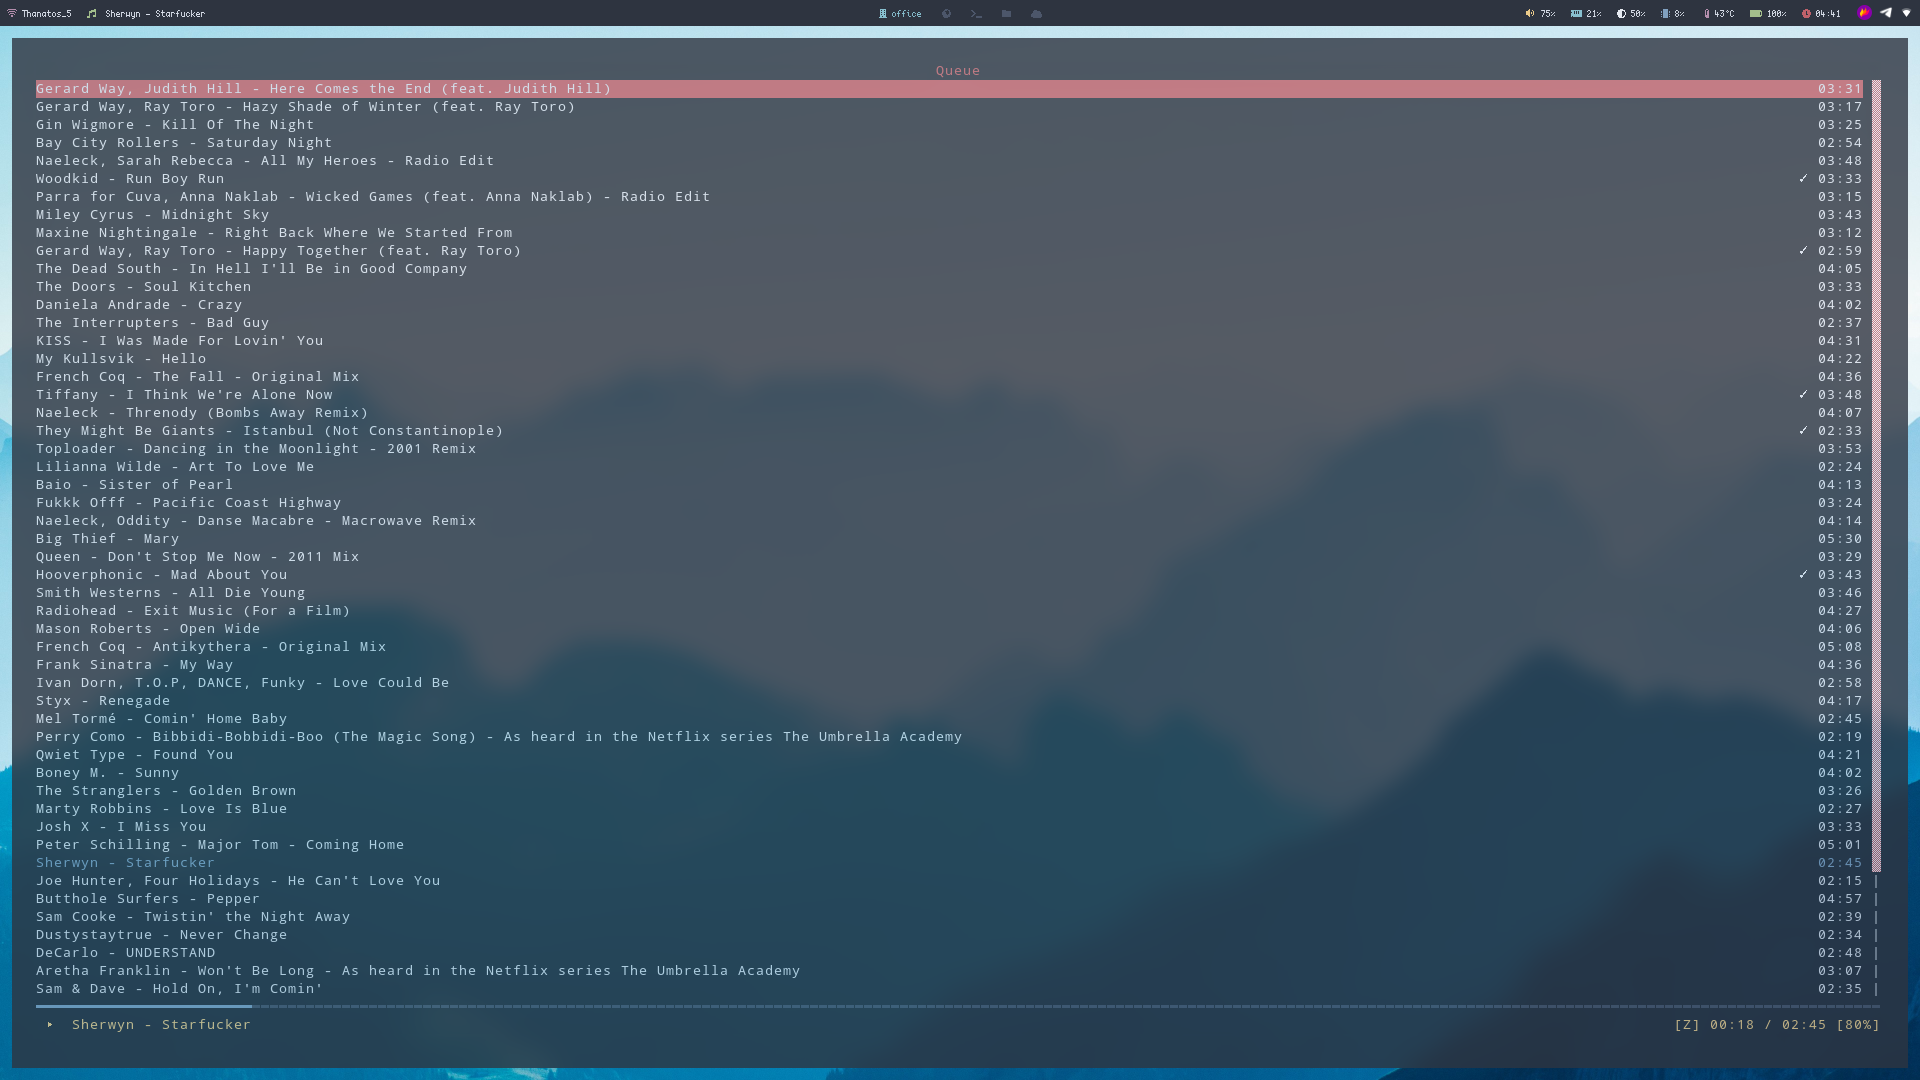 Thanatos_5 Sherwyn - Starfucker office 75% 21% 50% 8% 43°C 100% 04:41
Queue
Gerard Way, Judith Hill - Here Comes the End (feat. Judith Hill) 03:31
Gerard Way, Ray Toro - Hazy Shade of Winter (feat. Ray Toro) 03:17
Gin Wigmore - Kill Of The Night 03:25
Bay City Rollers - Saturday Night 02:54
Naeleck, Sarah Rebecca - All My Heroes - Radio Edit 03:48
Woodkid - Run Boy Run ✓ 03:33
Parra for Cuva, Anna Naklab - Wicked Games (feat. Anna Naklab) - Radio Edit 03:15
Miley Cyrus - Midnight Sky 03:43
Maxine Nightingale - Right Back Where We Started From 03:12
Gerard Way, Ray Toro - Happy Together (feat. Ray Toro) ✓ 02:59
The Dead South - In Hell I'll Be in Good Company 04:05
The Doors - Soul Kitchen 03:33
Daniela Andrade - Crazy 04:02
The Interrupters - Bad Guy 02:37
KISS - I Was Made For Lovin' You 04:31
My Kullsvik - Hello 04:22
French Coq - The Fall - Original Mix 04:36
Tiffany - I Think We're Alone Now ✓ 03:48
Naeleck - Threnody (Bombs Away Remix) 04:07
They Might Be Giants - Istanbul (Not Constantinople) ✓ 02:33
Toploader - Dancing in the Moonlight - 2001 Remix 03:53
Lilianna Wilde - Art To Love Me 02:24
Baio - Sister of Pearl 04:13
Fukkk Offf - Pacific Coast Highway 03:24
Naeleck, Oddity - Danse Macabre - Macrowave Remix 04:14
Big Thief - Mary 05:30
Queen - Don't Stop Me Now - 2011 Mix 03:29
Hooverphonic - Mad About You ✓ 03:43
Smith Westerns - All Die Young 03:46
Radiohead - Exit Music (For a Film) 04:27
Mason Roberts - Open Wide 04:06
French Coq - Antikythera - Original Mix 05:08
Frank Sinatra - My Way 04:36
Ivan Dorn, T.O.P, DANCE, Funky - Love Could Be 02:58
Styx - Renegade 04:17
Mel Tormé - Comin' Home Baby 02:45
Perry Como - Bibbidi-Bobbidi-Boo (The Magic Song) - As heard in the Netflix series The Umbrella Academy 02:19
Qwiet Type - Found You 04:21
Boney M. - Sunny 04:02
The Stranglers - Golden Brown 03:26
Marty Robbins - Love Is Blue 02:27
Josh X - I Miss You 03:33
Peter Schilling - Major Tom - Coming Home 05:01
Sherwyn - Starfucker 02:45
Joe Hunter, Four Holidays - He Can't Love You 02:15
Butthole Surfers - Pepper 04:57
Sam Cooke - Twistin' the Night Away 02:39
Dustystaytrue - Never Change 02:34
DeCarlo - UNDERSTAND 02:48
Aretha Franklin - Won't Be Long - As heard in the Netflix series The Umbrella Academy 03:07
Sam & Dave - Hold On, I'm Comin' 02:35
Sherwyn - Starfucker [Z] 00:18 / 02:45 [80%]